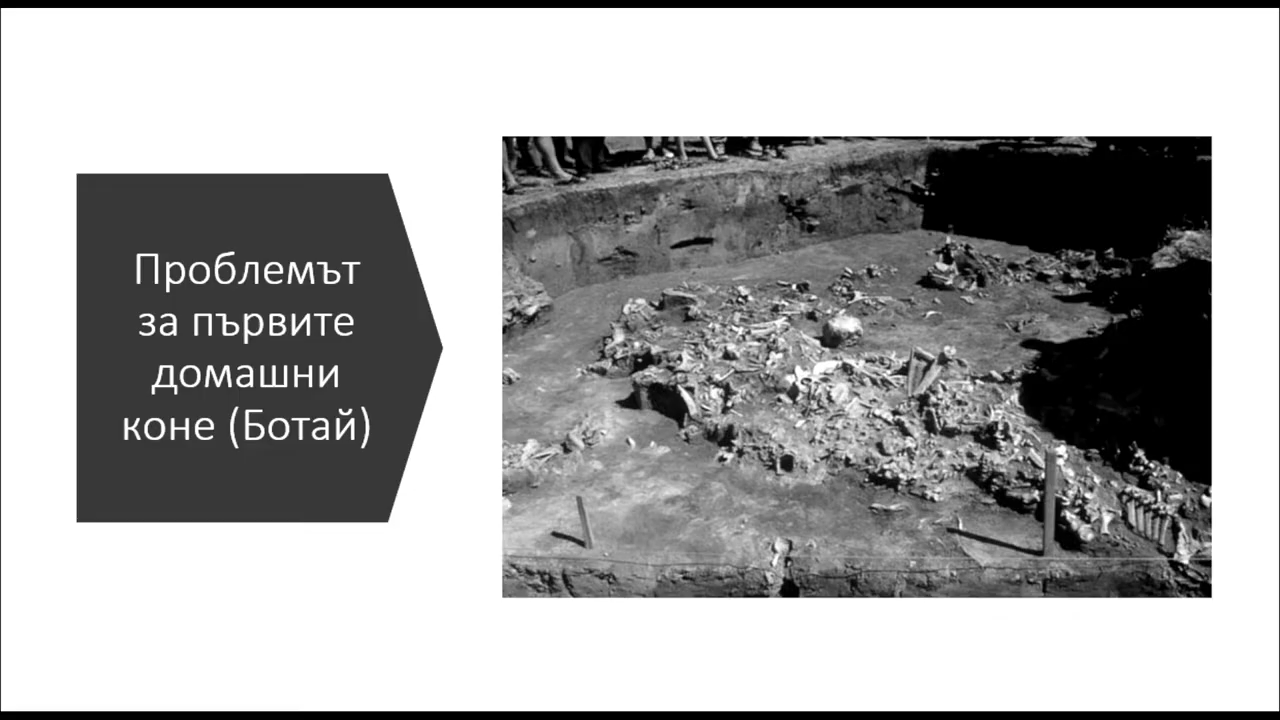 Проблемът
за първите
домашни
коне (Ботай)